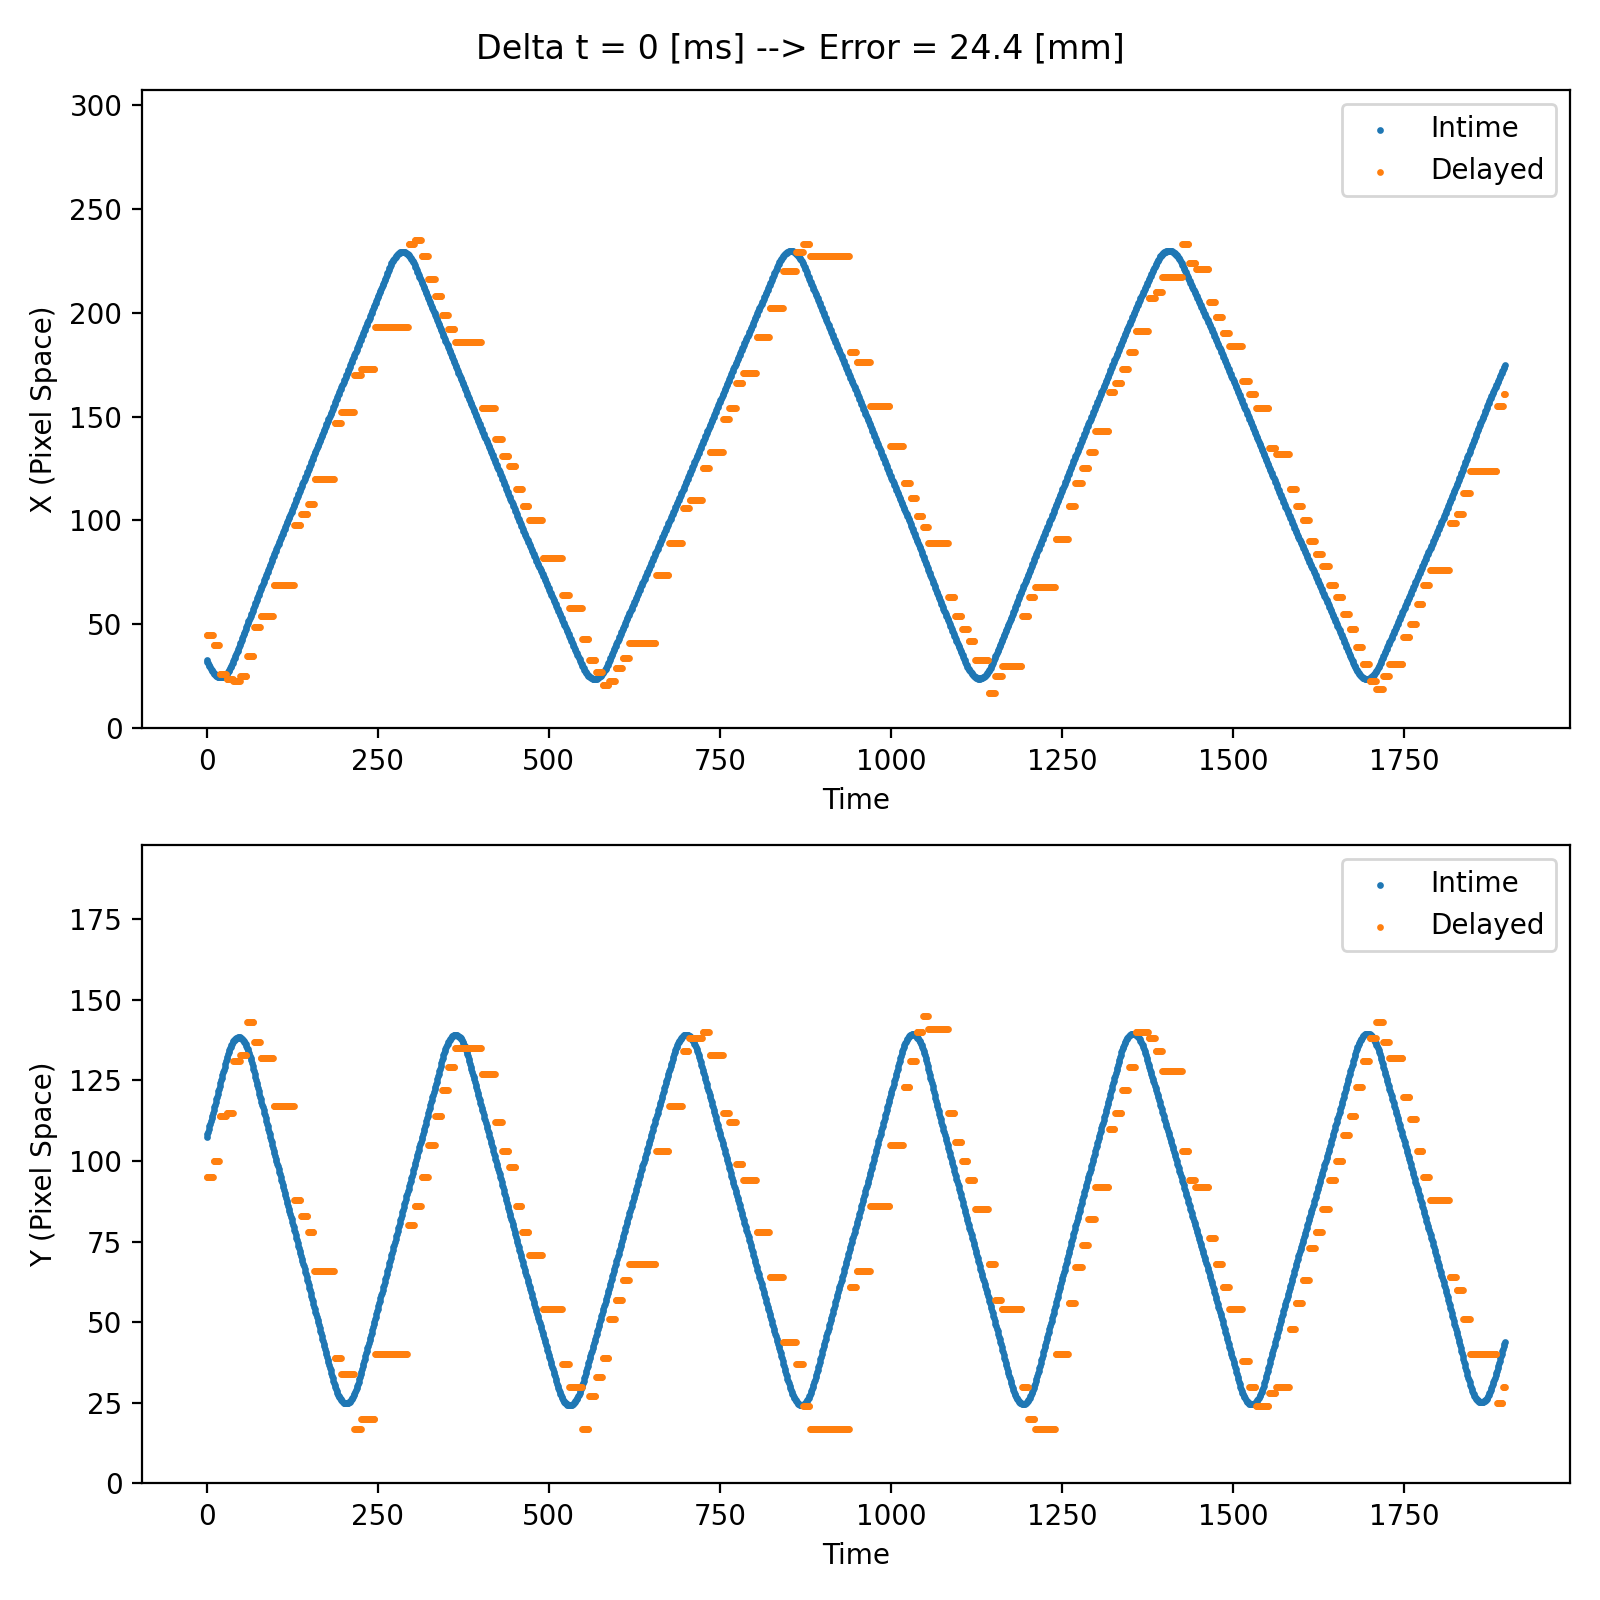 Delta t = 0 [ms] --> Error = 24.4 [mm]
300
250
200
150
100
50
0
X (Pixel Space)
Intime
Delayed
0 250 500 750 1000 1250 1500 1750
Time
175
150
125
100
75
50
25
0
Y (Pixel Space)
Intime
Delayed
0 250 500 750 1000 1250 1500 1750
Time